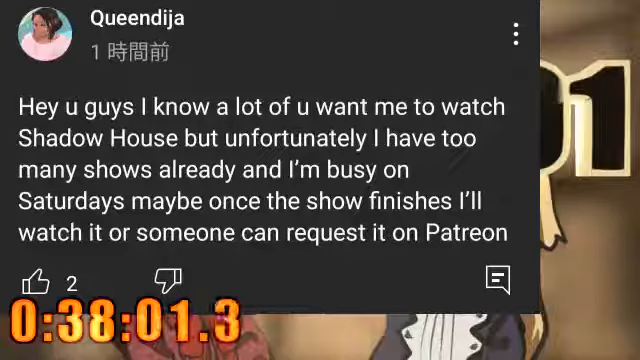 Queendija
1 時間前
Hey u guys I know a lot of u want me to watch
Shadow House but unfortunately I have too
many shows already and I'm busy on
Saturdays maybe once the show finishes I'll
watch it or someone can request it on Patreon
2
0:38:01.3